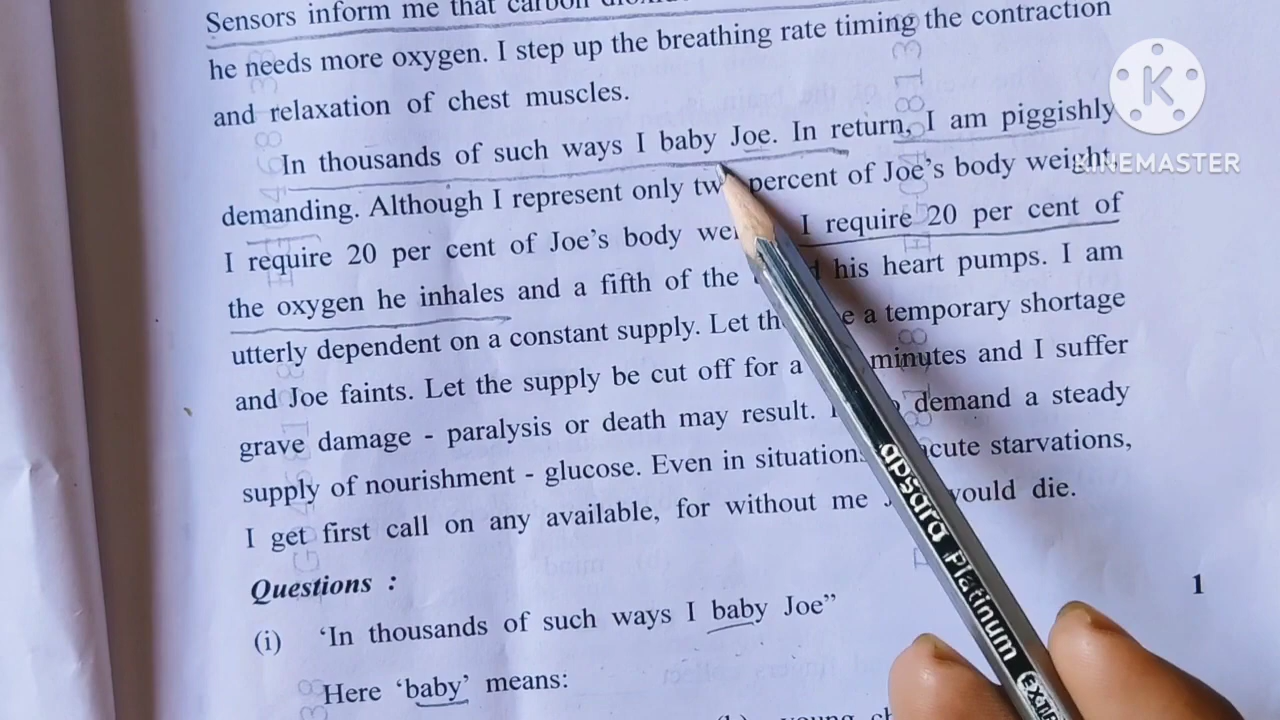 Sensors inform me that carbon
he needs more oxygen. I step up the breathing rate timing the contraction
and relaxation of chest muscles.
In thousands of such ways I baby Joe. In return, I am piggishly
demanding. Although I represent only percent of Joe's body weight,
I require 20 per cent of Joe's body I require 20 per cent of
the oxygen he inhales and a fifth of the his heart pumps. I am
utterly dependent on a constant supply. Let a temporary shortage
and Joe faints. Let the supply be cut off for a minutes and I suffer
grave damage - paralysis or death may result. demand a steady
supply of nourishment - glucose. Even in situation starvations,
I get first call on any available, for without me would die.
Questions :
(i) 'In thousands of such ways I baby Joe" 1
Here 'baby' means:
K
KINEMASTER
apsara Platinum